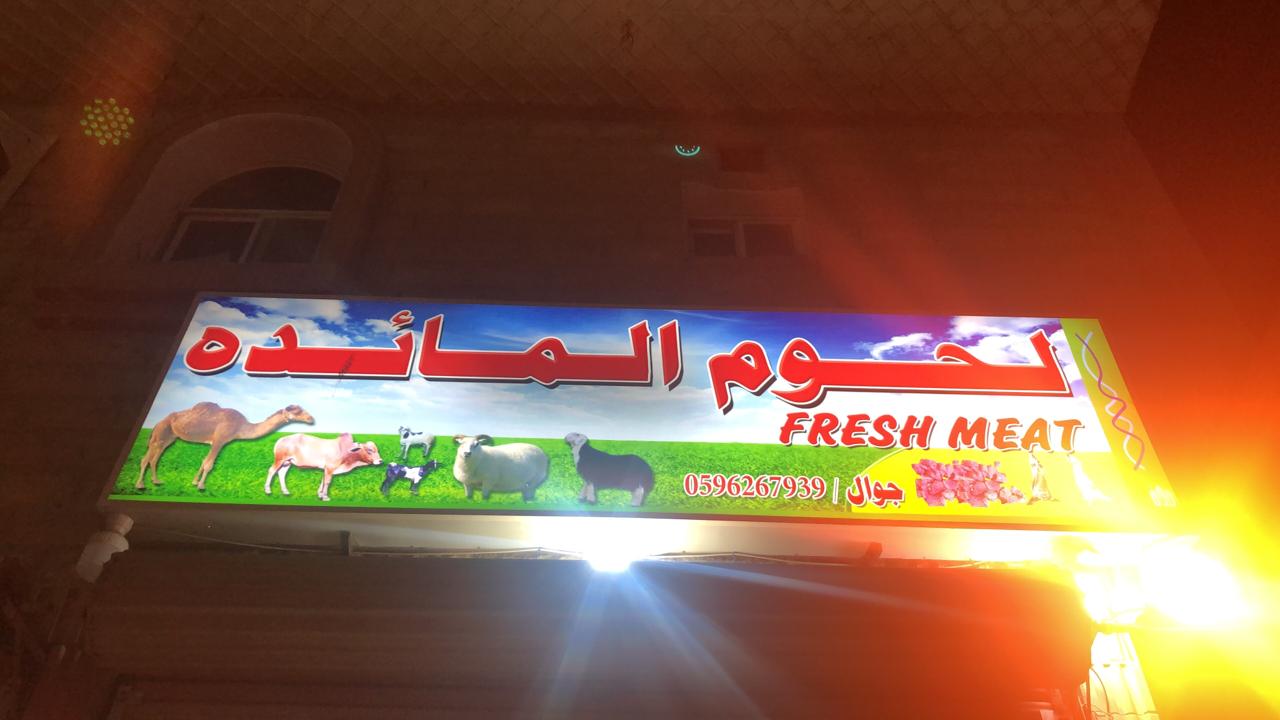 لحوم المائده
FRESH MEAT
جوال | 0596267939